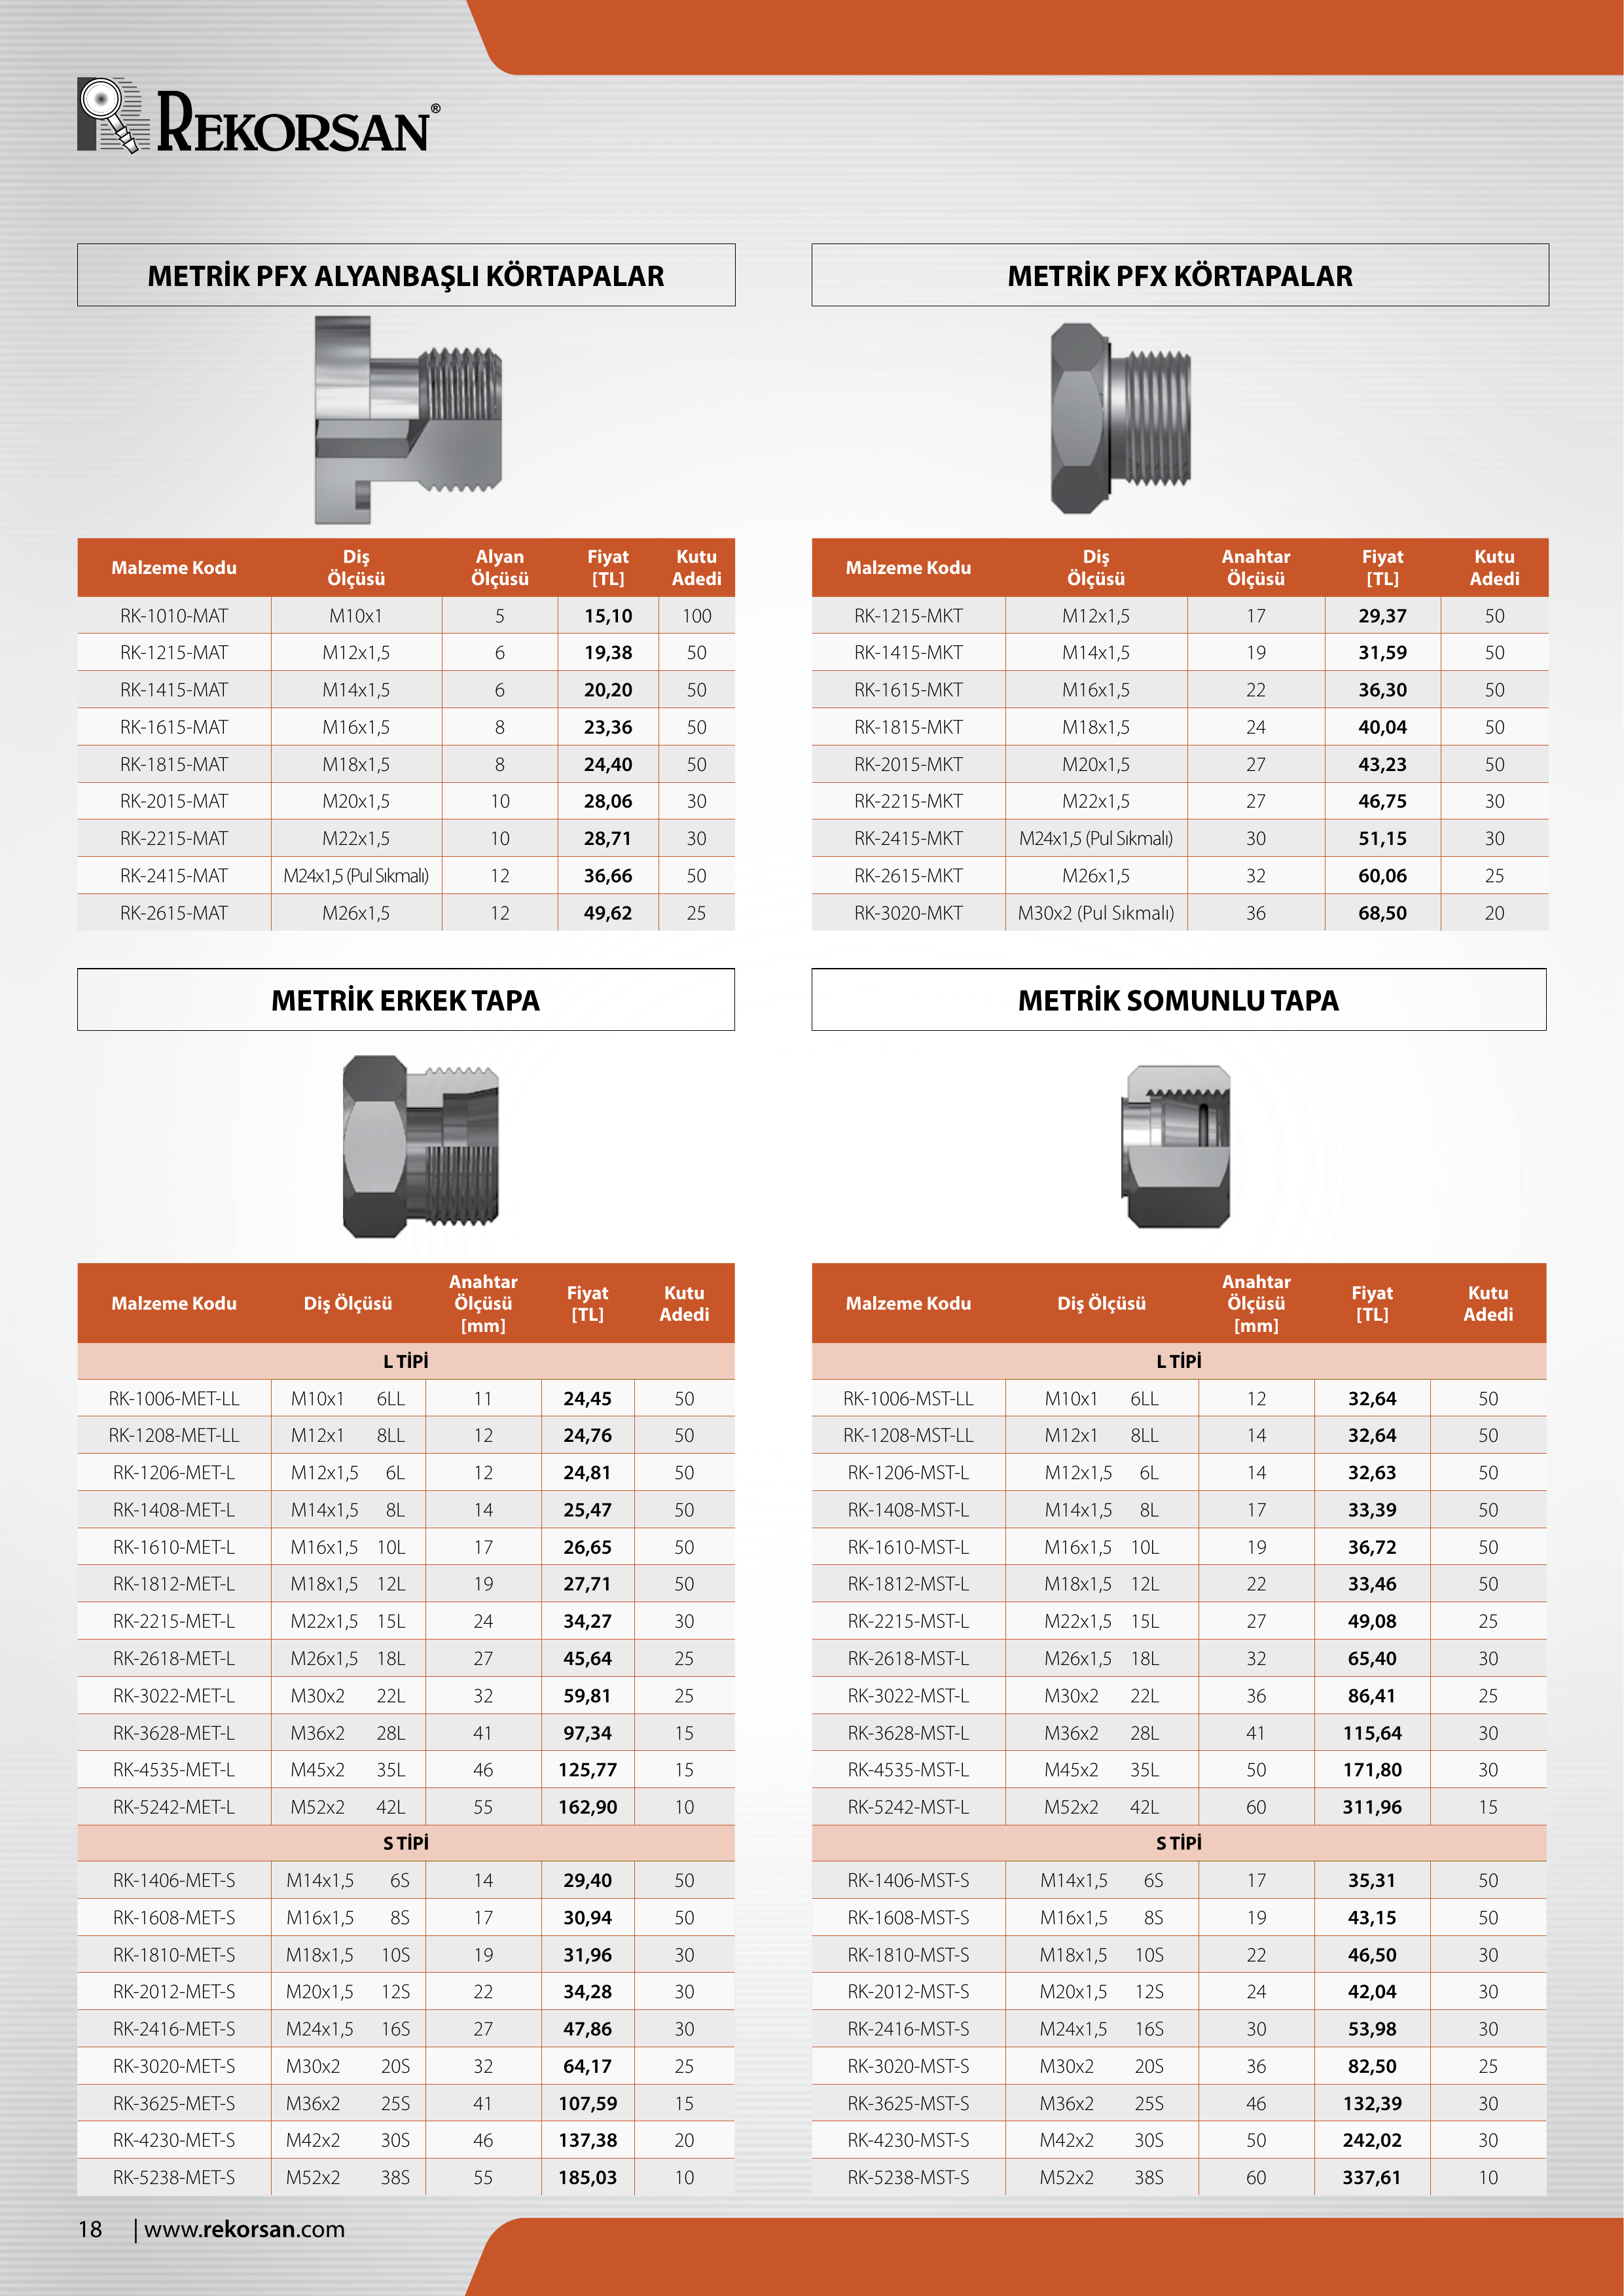 REKORSAN®
METRİK PFX ALYANBAŞLI KÖRTAPALAR
Malzeme Kodu Diş Ölçüsü Alyan Ölçüsü Fiyat [TL] Kutu Adedi
RK-1010-MAT M10x1 5 15,10 100
RK-1215-MAT M12x1,5 6 19,38 50
RK-1415-MAT M14x1,5 6 20,20 50
RK-1615-MAT M16x1,5 8 23,36 50
RK-1815-MAT M18x1,5 8 24,40 50
RK-2015-MAT M20x1,5 10 28,06 30
RK-2215-MAT M22x1,5 10 28,71 30
RK-2415-MAT M24x1,5 (Pul Sıkmalı) 12 36,66 50
RK-2615-MAT M26x1,5 12 49,62 25
METRİK PFX KÖRTAPALAR
Malzeme Kodu Diş Ölçüsü Anahtar Ölçüsü Fiyat [TL] Kutu Adedi
RK-1215-MKT M12x1,5 17 29,37 50
RK-1415-MKT M14x1,5 19 31,59 50
RK-1615-MKT M16x1,5 22 36,30 50
RK-1815-MKT M18x1,5 24 40,04 50
RK-2015-MKT M20x1,5 27 43,23 50
RK-2215-MKT M22x1,5 27 46,75 30
RK-2415-MKT M24x1,5 (Pul Sıkmalı) 30 51,15 30
RK-2615-MKT M26x1,5 32 60,06 25
RK-3020-MKT M30x2 (Pul Sıkmalı) 36 68,50 20
METRİK ERKEK TAPA
Malzeme Kodu Diş Ölçüsü Anahtar Ölçüsü [mm] Fiyat [TL] Kutu Adedi
L TİPİ
RK-1006-MET-LL M10x1 6LL 11 24,45 50
RK-1208-MET-LL M12x1 8LL 12 24,76 50
RK-1206-MET-L M12x1,5 6L 12 24,81 50
RK-1408-MET-L M14x1,5 8L 14 25,47 50
RK-1610-MET-L M16x1,5 10L 17 26,65 50
RK-1812-MET-L M18x1,5 12L 19 27,71 50
RK-2215-MET-L M22x1,5 15L 24 34,27 30
RK-2618-MET-L M26x1,5 18L 27 45,64 25
RK-3022-MET-L M30x2 22L 32 59,81 25
RK-3628-MET-L M36x2 28L 41 97,34 15
RK-4535-MET-L M45x2 35L 46 125,77 15
RK-5242-MET-L M52x2 42L 55 162,90 10
S TİPİ
RK-1406-MET-S M14x1,5 6S 14 29,40 50
RK-1608-MET-S M16x1,5 8S 17 30,94 50
RK-1810-MET-S M18x1,5 10S 19 31,96 30
RK-2012-MET-S M20x1,5 12S 22 34,28 30
RK-2416-MET-S M24x1,5 16S 27 47,86 30
RK-3020-MET-S M30x2 20S 32 64,17 25
RK-3625-MET-S M36x2 25S 41 107,59 15
RK-4230-MET-S M42x2 30S 46 137,38 20
RK-5238-MET-S M52x2 38S 55 185,03 10
METRİK SOMUNLU TAPA
Malzeme Kodu Diş Ölçüsü Anahtar Ölçüsü [mm] Fiyat [TL] Kutu Adedi
L TİPİ
RK-1006-MST-LL M10x1 6LL 12 32,64 50
RK-1208-MST-LL M12x1 8LL 14 32,64 50
RK-1206-MST-L M12x1,5 6L 14 32,63 50
RK-1408-MST-L M14x1,5 8L 17 33,39 50
RK-1610-MST-L M16x1,5 10L 19 36,72 50
RK-1812-MST-L M18x1,5 12L 22 33,46 50
RK-2215-MST-L M22x1,5 15L 27 49,08 25
RK-2618-MST-L M26x1,5 18L 32 65,40 30
RK-3022-MST-L M30x2 22L 36 86,41 25
RK-3628-MST-L M36x2 28L 41 115,64 30
RK-4535-MST-L M45x2 35L 50 171,80 30
RK-5242-MST-L M52x2 42L 60 311,96 15
S TİPİ
RK-1406-MST-S M14x1,5 6S 17 35,31 50
RK-1608-MST-S M16x1,5 8S 19 43,15 50
RK-1810-MST-S M18x1,5 10S 22 46,50 30
RK-2012-MST-S M20x1,5 12S 24 42,04 30
RK-2416-MST-S M24x1,5 16S 30 53,98 30
RK-3020-MST-S M30x2 20S 36 82,50 25
RK-3625-MST-S M36x2 25S 46 132,39 30
RK-4230-MST-S M42x2 30S 50 242,02 30
RK-5238-MST-S M52x2 38S 60 337,61 10
18 | www.rekorsan.com